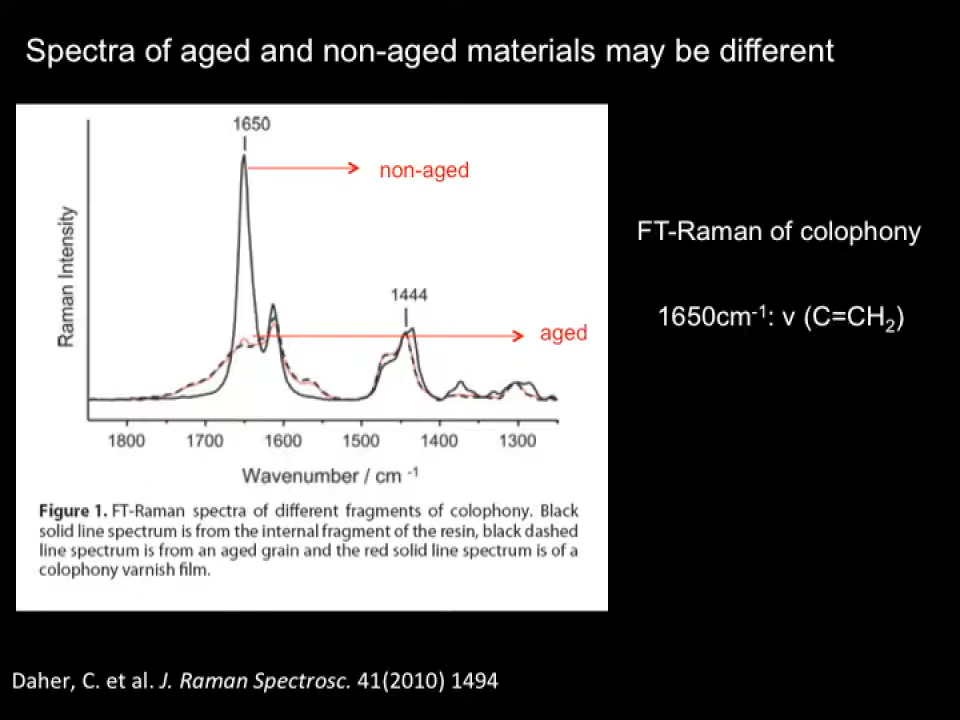 Spectra of aged and non-aged materials may be different
1650
non-aged
Raman Intensity
1444
aged
1800 1700 1600 1500 1400 1300
Wavenumber / cm -1
Figure 1. FT-Raman spectra of different fragments of colophony. Black
solid line spectrum is from the internal fragment of the resin, black dashed
line spectrum is from an aged grain and the red solid line spectrum is of a
colophony varnish film.
FT-Raman of colophony
1650cm-1: ν (C=CH2)
Daher, C. et al. J. Raman Spectrosc. 41(2010) 1494